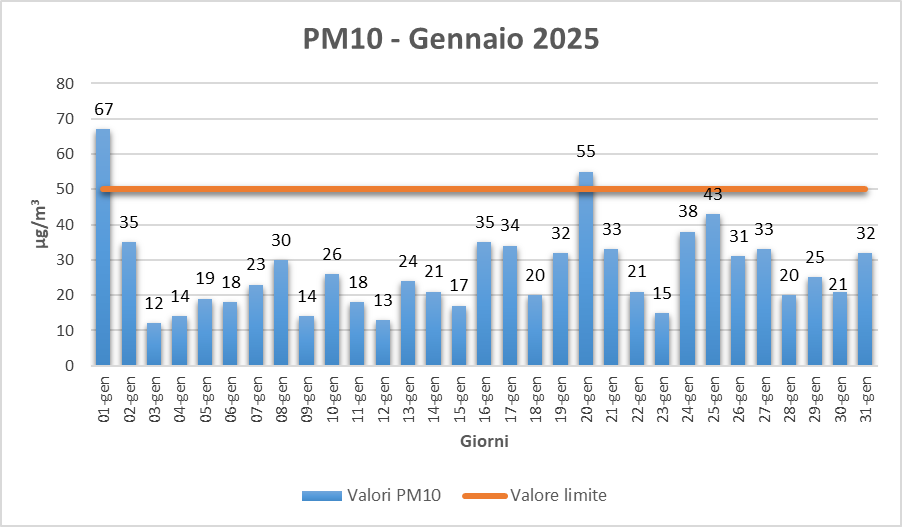 PM10 - Gennaio 2025
80
70
60
50
40
30
20
10
0
µg/m³
67
35
12
14
19
18
23
30
14
26
18
13
24
21
17
35
34
20
32
55
33
21
15
38
43
31
33
20
25
21
32
01-gen
02-gen
03-gen
04-gen
05-gen
06-gen
07-gen
08-gen
09-gen
10-gen
11-gen
12-gen
13-gen
14-gen
15-gen
16-gen
17-gen
18-gen
19-gen
20-gen
21-gen
22-gen
23-gen
24-gen
25-gen
26-gen
27-gen
28-gen
29-gen
30-gen
31-gen
Giorni
Valori PM10
Valore limite